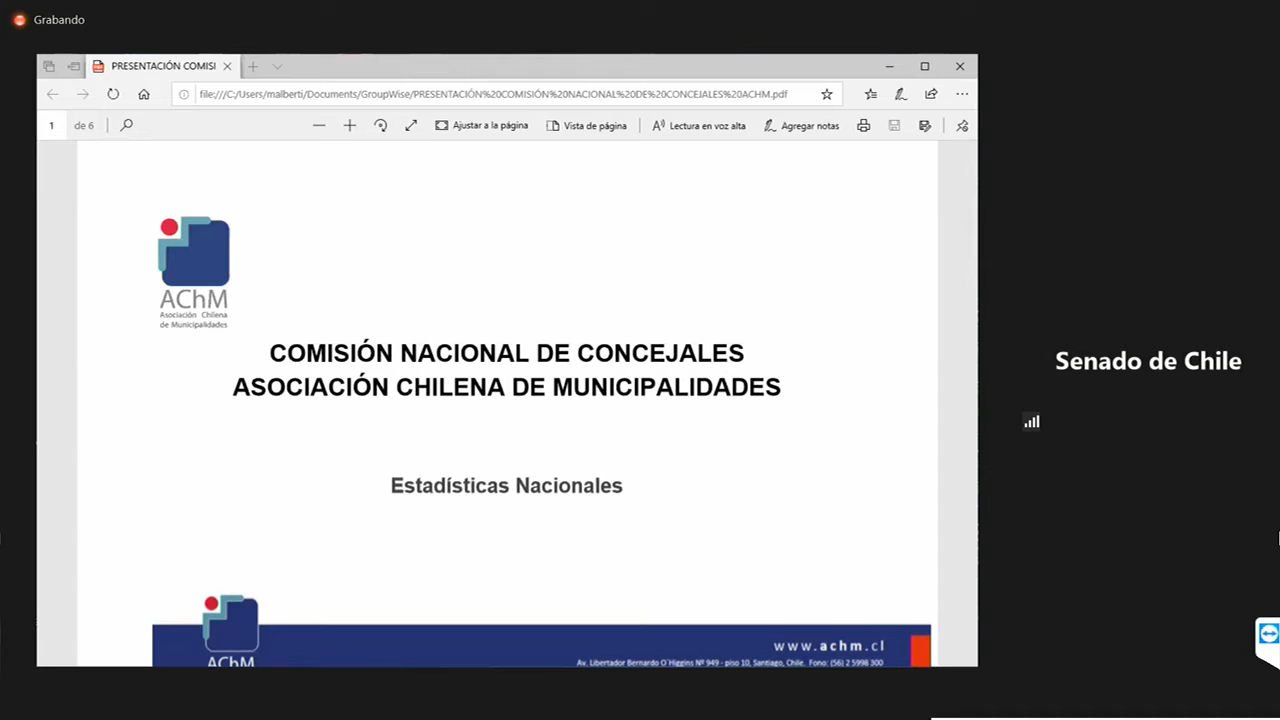 Grabando
PRESENTACIÓN COMISI
file:///C:/Users/malberti/Documents/GroupWise/PRESENTACIÓN%20COMISIÓN%20NACIONAL%20DE%20CONCEJALES%20ACHM.pdf
1 de 6
Ajustar a la página
Vista de página
Lectura en voz alta
Agregar notas
AChM
Asociación Chilena
de Municipalidades
COMISIÓN NACIONAL DE CONCEJALES
ASOCIACIÓN CHILENA DE MUNICIPALIDADES
Estadísticas Nacionales
Senado de Chile
AChM
www.achm.cl
Av. Libertador Bernardo O´Higgins Nº 949 - piso 10, Santiago, Chile. Fono: (56) 2 5998 300